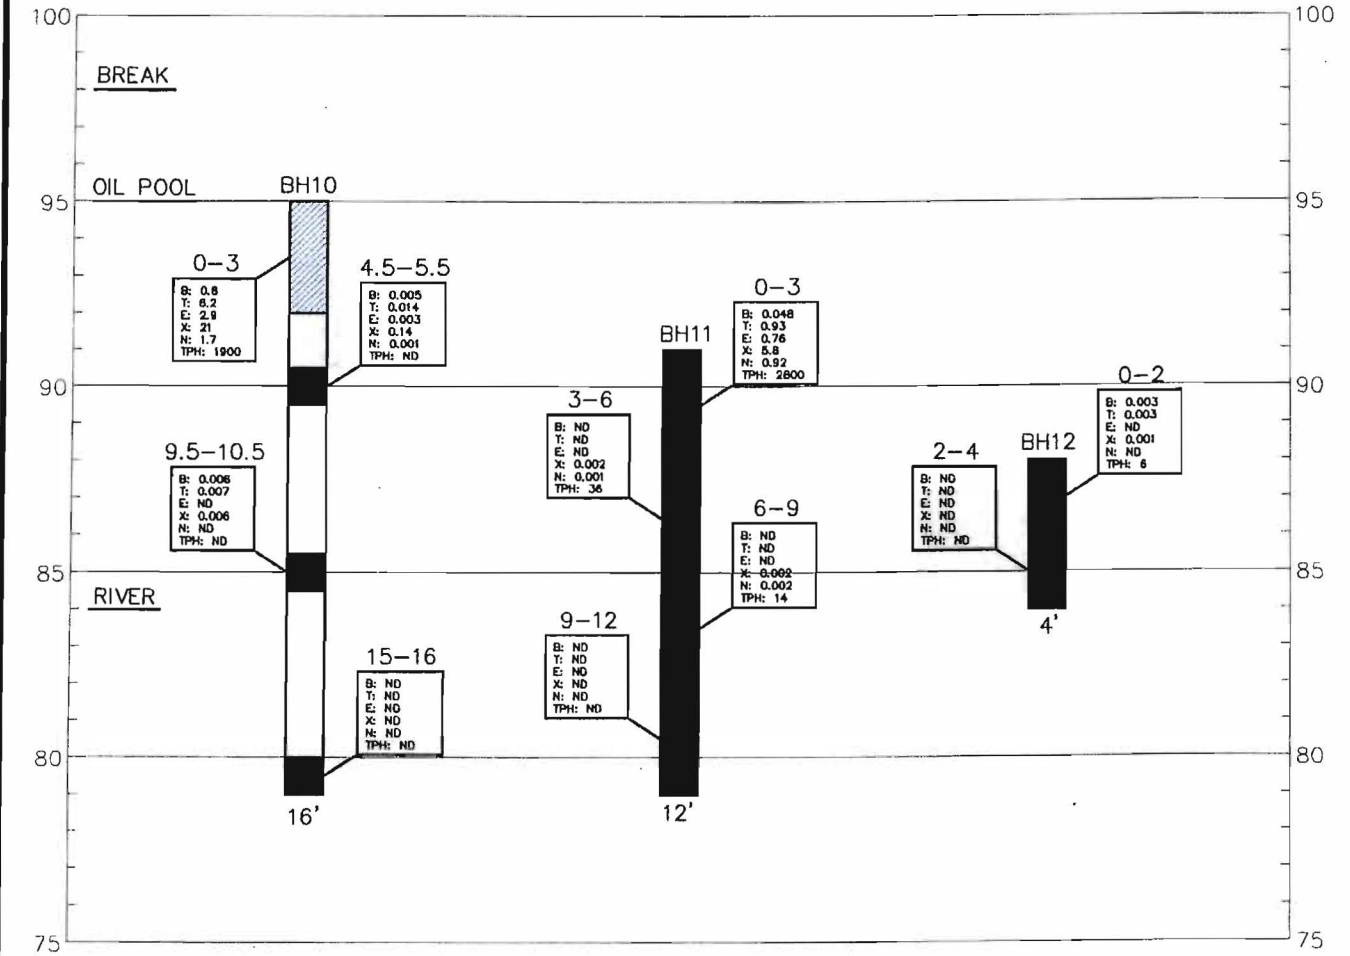 100
100
BREAK
OIL POOL
BH10
95
95
0-3
B: 0.6
T: 6.2
E: 2.9
X: 21
N: 1.7
TPH: 1900
4.5-5.5
B: 0.005
T: 0.014
E: 0.003
X: 0.14
N: 0.001
TPH: ND
0-3
B: 0.048
T: 0.93
E: 0.76
X: 5.8
N: 0.92
TPH: 2800
BH11
90
90
3-6
B: ND
T: ND
E: ND
X: 0.002
N: 0.001
TPH: 36
0-2
B: 0.003
T: 0.003
E: ND
X: 0.001
N: ND
TPH: 6
BH12
9.5-10.5
B: 0.006
T: 0.007
E: ND
X: 0.006
N: ND
TPH: ND
2-4
B: ND
T: ND
E: ND
X: ND
N: ND
TPH: ND
6-9
B: ND
T: ND
E: ND
X: 0.002
N: 0.002
TPH: 14
85
85
RIVER
4'
9-12
B: ND
T: ND
E: ND
X: ND
N: ND
TPH: ND
15-16
B: ND
T: ND
E: ND
X: ND
N: ND
TPH: ND
80
80
16'
12'
75
75